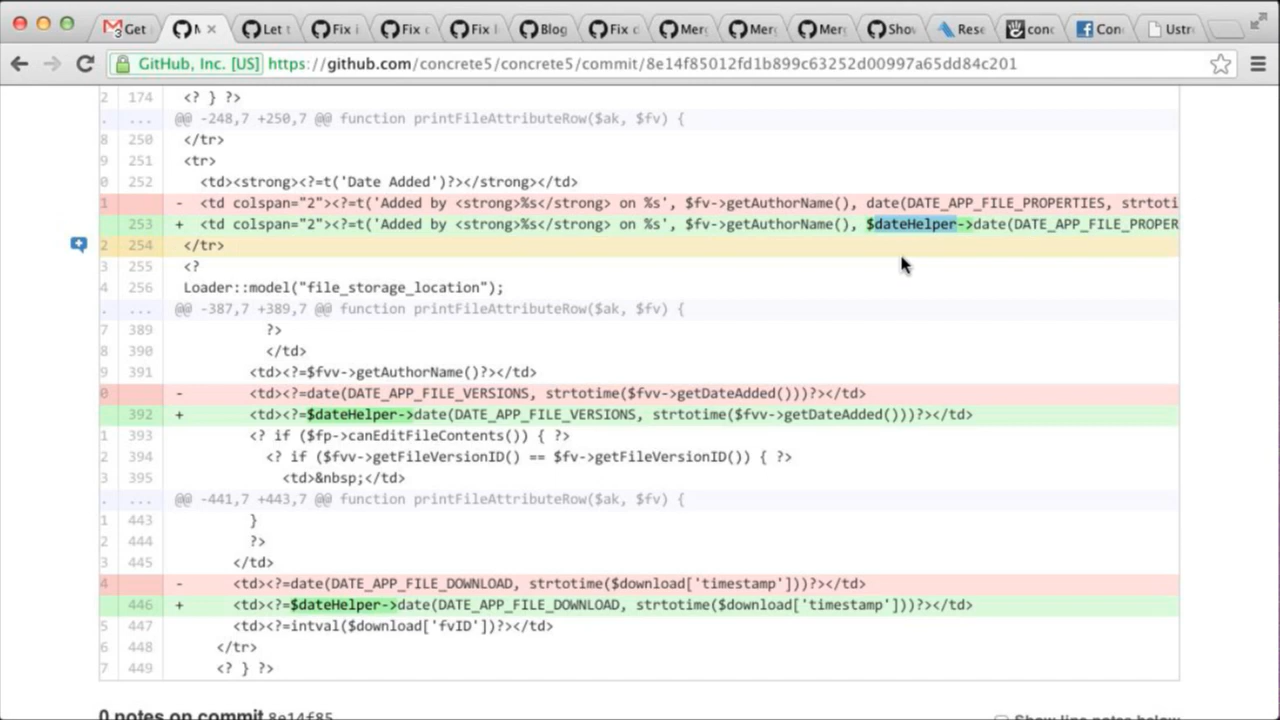 Get
M
Let t
Fix i
Fix c
Fix l
Blog
Fix c
Merg
Merg
Merg
Show
Rese
conc
Con
Ustr
GitHub, Inc. [US] https://github.com/concrete5/concrete5/commit/8e14f85012fd1b899c63252d00997a65dd84c201
2 174 <? } ?>
. ... @@ -248,7 +250,7 @@ function printFileAttributeRow($ak, $fv) {
8 250 </tr>
9 251 <tr>
0 252 <td><strong><?=t('Date Added')?></strong></td>
1 - <td colspan="2"><?=t('Added by <strong>%s</strong> on %s', $fv->getAuthorName(), date(DATE_APP_FILE_PROPERTIES, strtoti
253 + <td colspan="2"><?=t('Added by <strong>%s</strong> on %s', $fv->getAuthorName(), $dateHelper->date(DATE_APP_FILE_PROPER
2 254 </tr>
3 255 <?
4 256 Loader::model("file_storage_location");
. ... @@ -387,7 +389,7 @@ function printFileAttributeRow($ak, $fv) {
7 389 ?>
8 390 </td>
9 391 <td><?=$fvv->getAuthorName()?></td>
0 - <td><?=date(DATE_APP_FILE_VERSIONS, strtotime($fvv->getDateAdded()))?></td>
392 + <td><?=$dateHelper->date(DATE_APP_FILE_VERSIONS, strtotime($fvv->getDateAdded()))?></td>
1 393 <? if ($fp->canEditFileContents()) { ?>
2 394 <? if ($fvv->getFileVersionID() == $fv->getFileVersionID()) { ?>
3 395 <td>&nbsp;</td>
. ... @@ -441,7 +443,7 @@ function printFileAttributeRow($ak, $fv) {
1 443 }
2 444 ?>
3 445 </td>
4 - <td><?=date(DATE_APP_FILE_DOWNLOAD, strtotime($download['timestamp']))?></td>
446 + <td><?=$dateHelper->date(DATE_APP_FILE_DOWNLOAD, strtotime($download['timestamp']))?></td>
5 447 <td><?=intval($download['fvID'])?></td>
6 448 </tr>
7 449 <? } ?>
0 notes on commit 8e14f85
Show line notes below